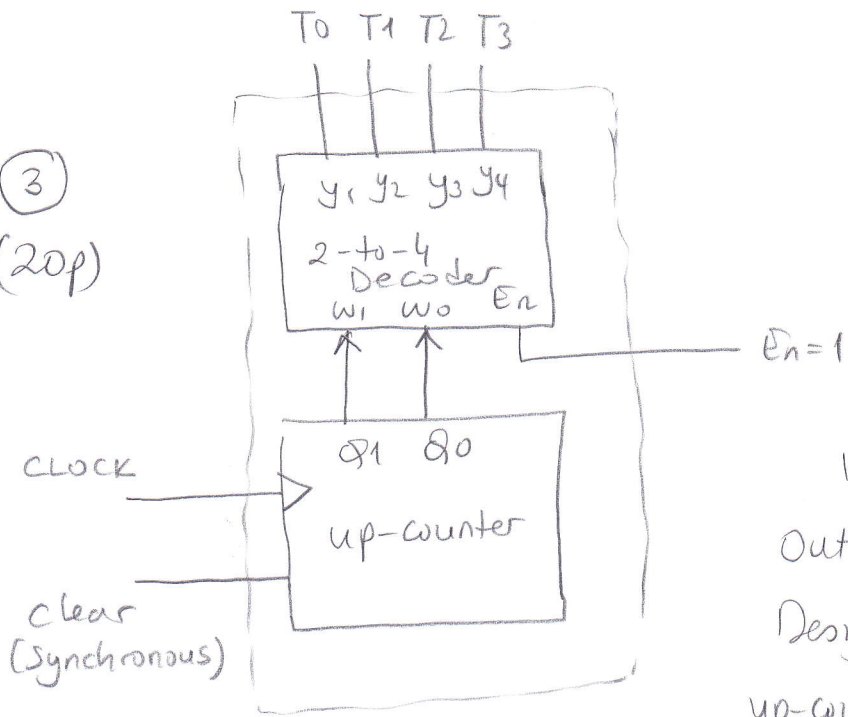 T0 T1 T2 T3
3
(20p)
y1 y2 y3 y4
2-to-4
Decoder
w1 w0 En
En=1
CLOCK
Q1 Q0
up-counter
Clear
(Synchronous)
Out
Des
up-cou